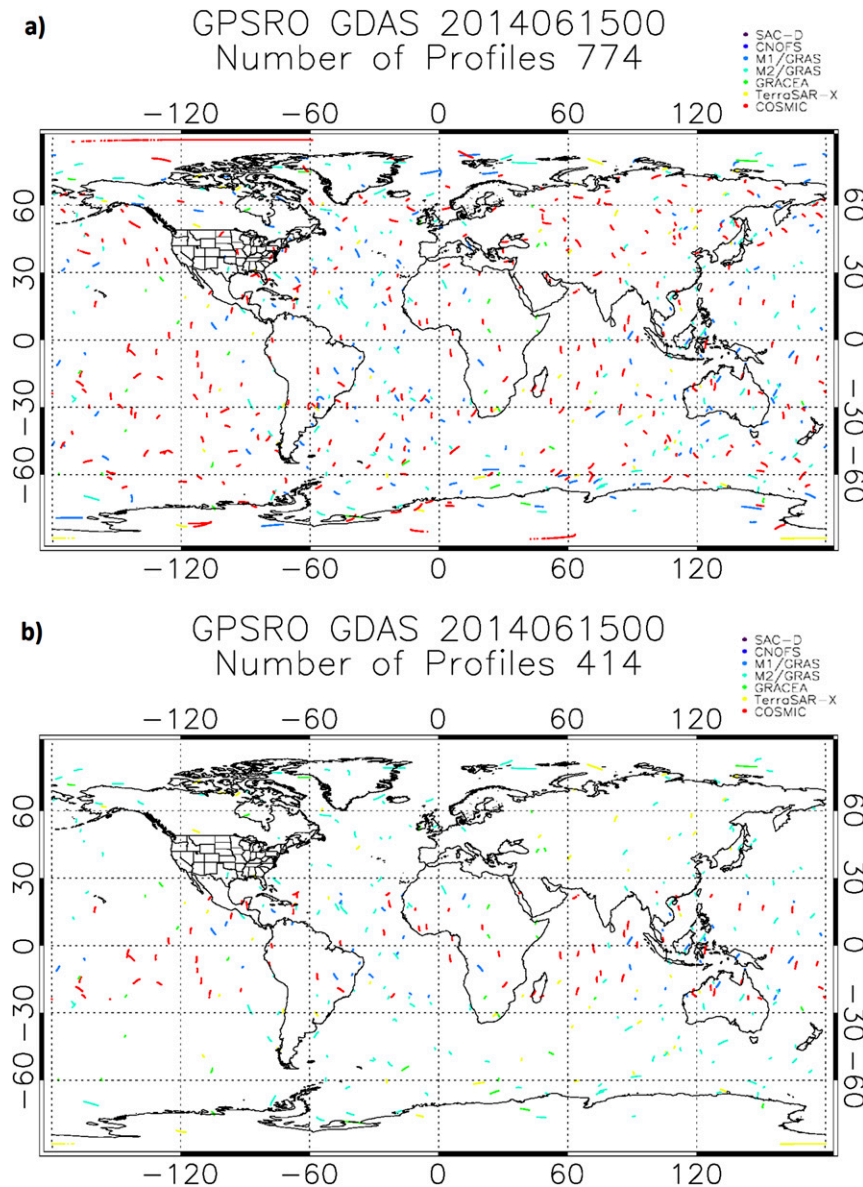 a)
GPSRO GDAS 2014061500
Number of Profiles 774
SAC-D
CNOFS
M1/GRAS
M2/GRAS
GRACEA
TerraSAR-X
COSMIC
-120 -60 0 60 120
60 60
30 30
0 0
-30 -30
-60 -60
-120 -60 0 60 120
b)
GPSRO GDAS 2014061500
Number of Profiles 414
SAC-D
CNOFS
M1/GRAS
M2/GRAS
GRACEA
TerraSAR-X
COSMIC
-120 -60 0 60 120
60 60
30 30
0 0
-30 -30
-60 -60
-120 -60 0 60 120